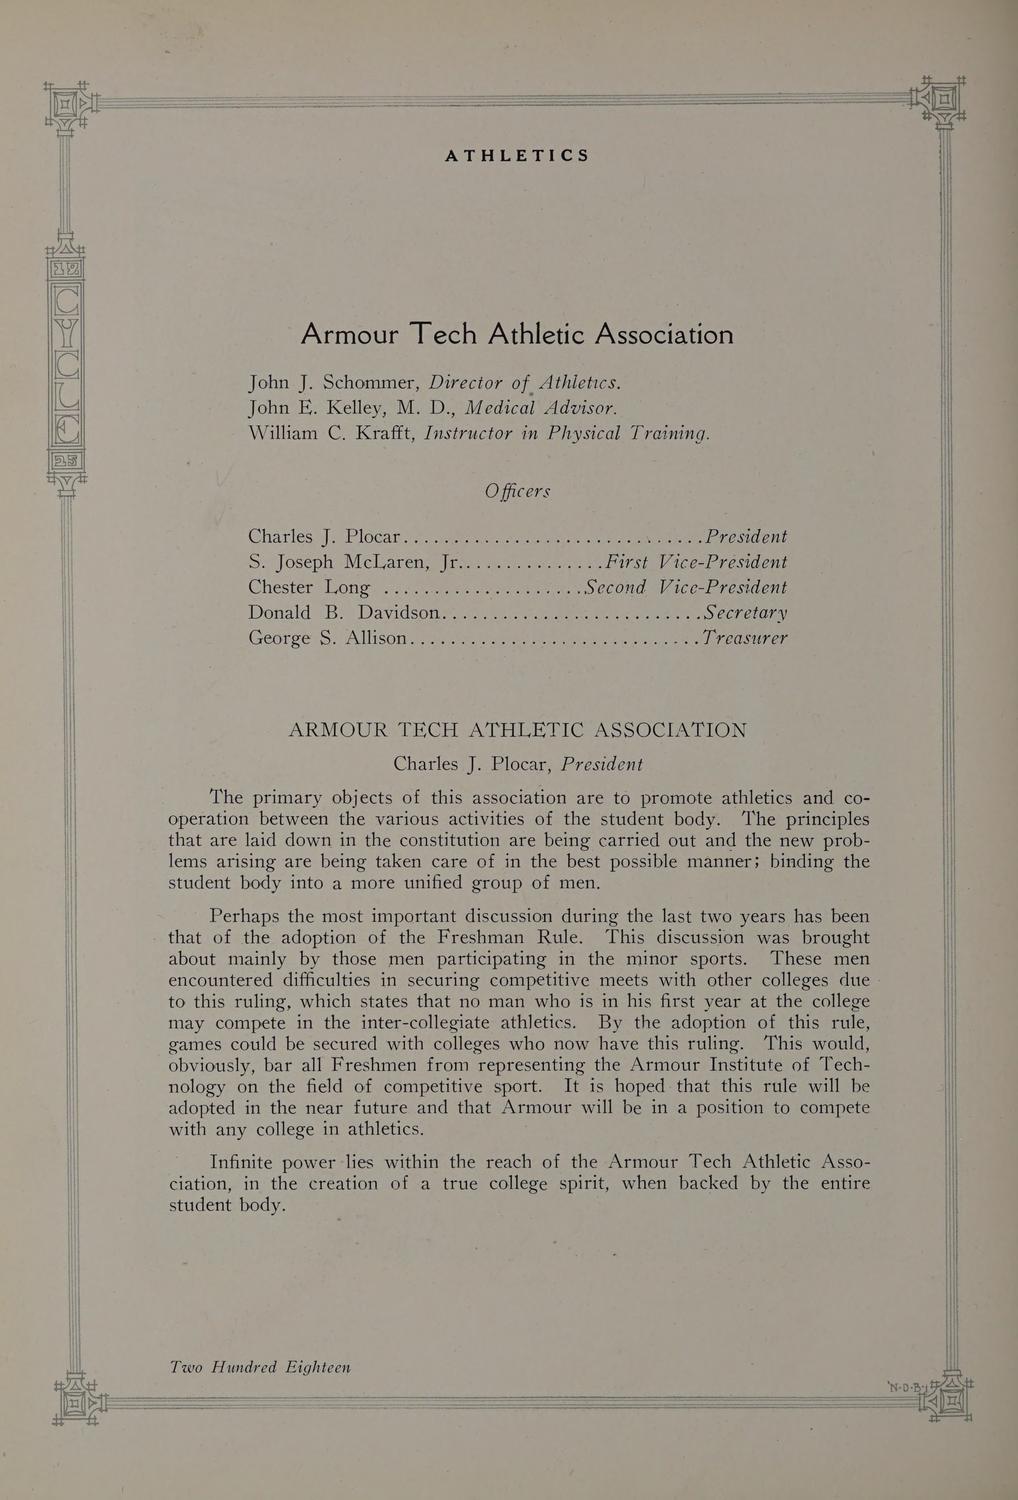 ATHLETICS
19
CYCLE
25
Armour Tech Athletic Association
John J. Schommer, Director of Athletics.
John E. Kelley, M. D., Medical Advisor.
William C. Krafft, Instructor in Physical Training.
Officers
Charles J. Plocar..............................President
S. Joseph McLaren, Jr...............First Vice-President
Chester Long ....................Second Vice-President
Donald B. Davidson..........................Secretary
George S. Allison.............................Treasurer
ARMOUR TECH ATHLETIC ASSOCIATION
Charles J. Plocar, President
The primary objects of this association are to promote athletics and co-
operation between the various activities of the student body. The principles
that are laid down in the constitution are being carried out and the new prob-
lems arising are being taken care of in the best possible manner; binding the
student body into a more unified group of men.
Perhaps the most important discussion during the last two years has been
that of the adoption of the Freshman Rule. This discussion was brought
about mainly by those men participating in the minor sports. These men
encountered difficulties in securing competitive meets with other colleges due
to this ruling, which states that no man who is in his first year at the college
may compete in the inter-collegiate athletics. By the adoption of this rule,
games could be secured with colleges who now have this ruling. This would,
obviously, bar all Freshmen from representing the Armour Institute of Tech-
nology on the field of competitive sport. It is hoped that this rule will be
adopted in the near future and that Armour will be in a position to compete
with any college in athletics.
Infinite power lies within the reach of the Armour Tech Athletic Asso-
ciation, in the creation of a true college spirit, when backed by the entire
student body.
Two Hundred Eighteen
N·D·B